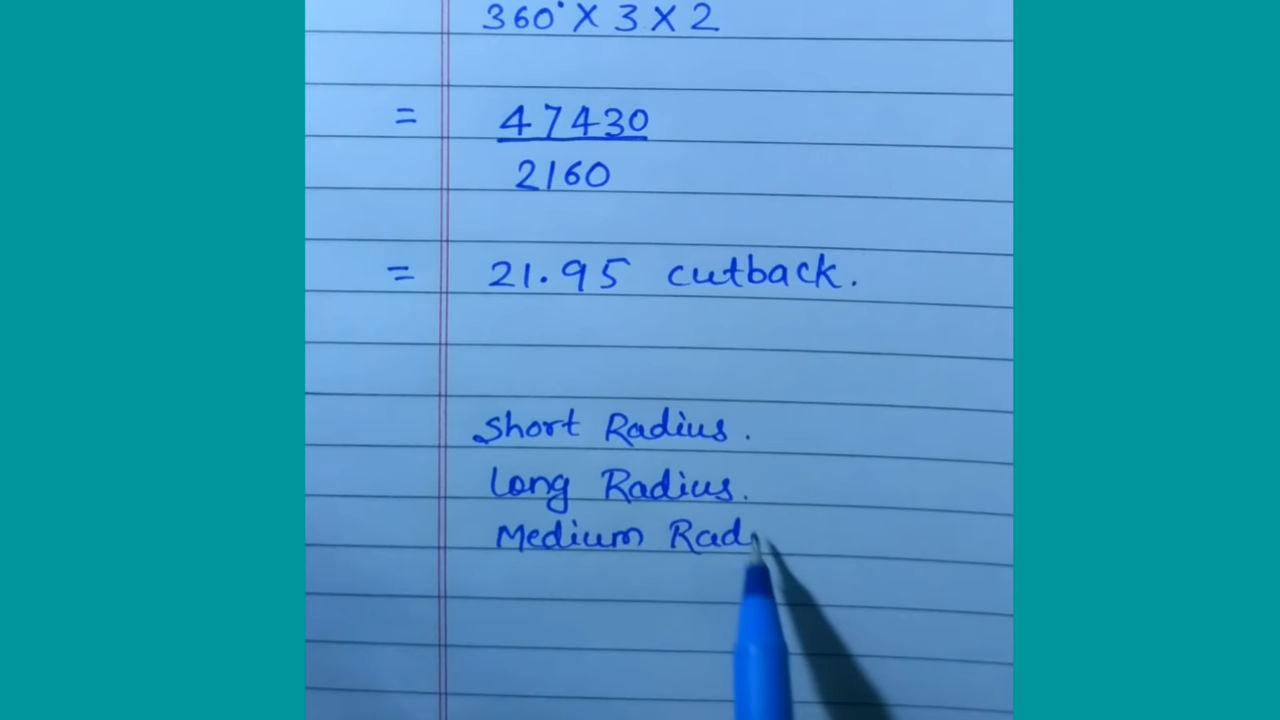 360° X 3 X 2
= 47430
2160
= 21.95 cutback.
Short Radius.
Long Radius.
Medium Rad